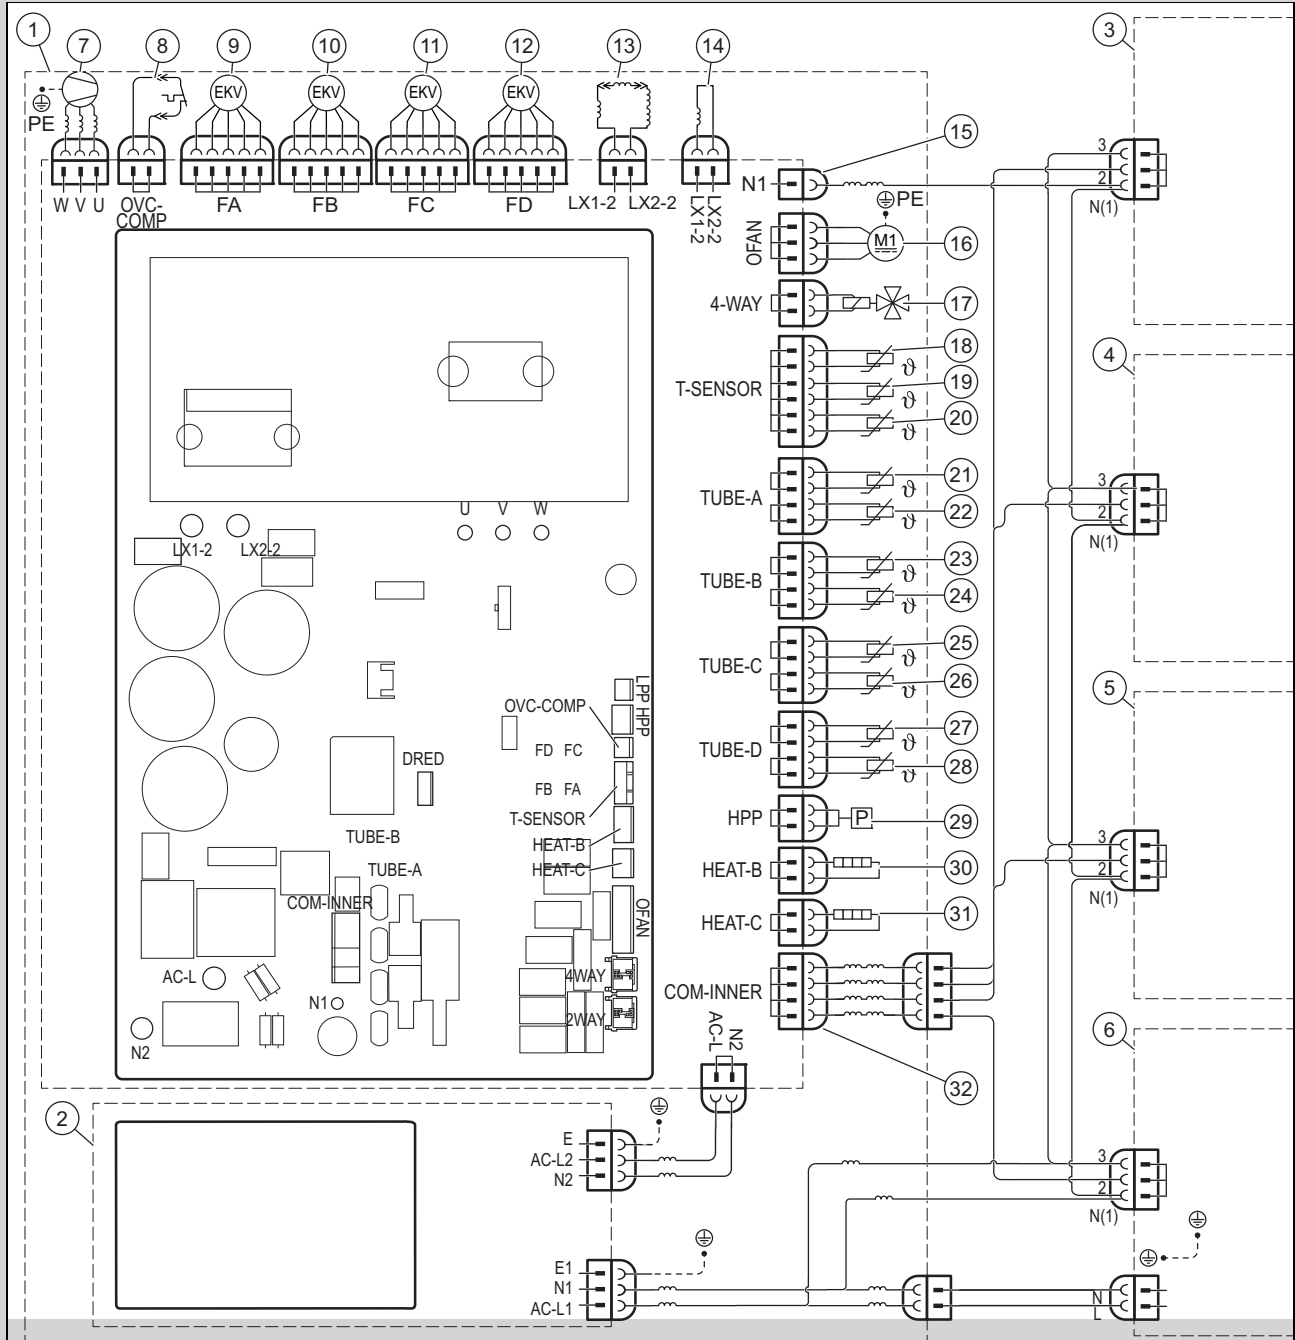 1 7 8 9 10 11 12 13 14 3
EKV EKV EKV EKV
PE
W V U OVC-COMP FA FB FC FD LX1-2 LX2-2 LX1-2 LX2-2
N1 15
3
2
N(1)
PE
OFAN M1 16
4-WAY 17
T-SENSOR ϑ 18
ϑ 19
ϑ 20
4
TUBE-A ϑ 21
ϑ 22
3
2
N(1)
TUBE-B ϑ 23
ϑ 24
TUBE-C ϑ 25
ϑ 26
5
TUBE-D ϑ 27
ϑ 28
HPP P 29
HEAT-B 30
HEAT-C 31
3
2
N(1)
COM-INNER 32
6
U V W
LX1-2 LX2-2
LPP HPP
OVC-COMP
FD FC
DRED
FB FA
T-SENSOR
TUBE-B
HEAT-B
TUBE-A
HEAT-C
COM-INNER
OFAN
AC-L
4WAY
N1
2WAY
N2
AC-L N2
2
E
AC-L2
N2
3
2
N(1)
E1
N1
AC-L1
N
L